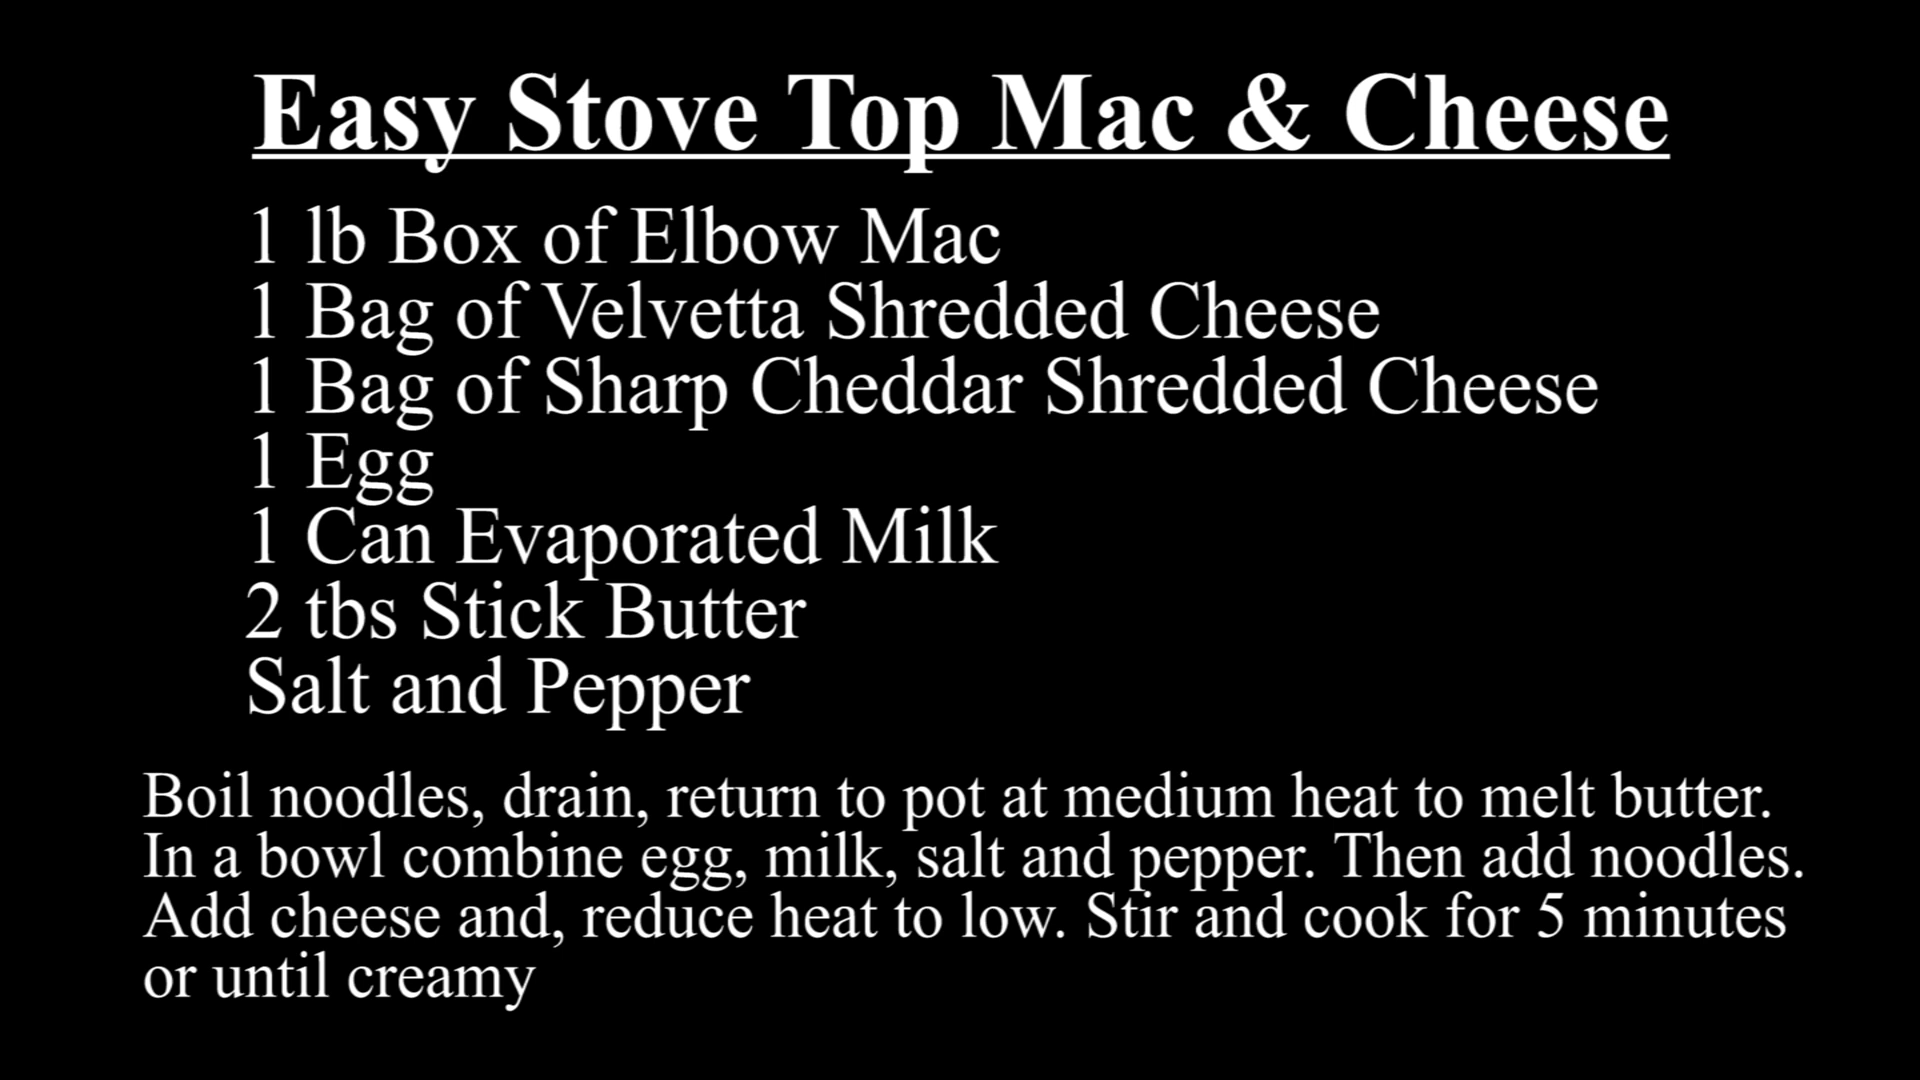 Easy Stove Top Mac & Cheese
1 lb Box of Elbow Mac
1 Bag of Velvetta Shredded Cheese
1 Bag of Sharp Cheddar Shredded Cheese
1 Egg
1 Can Evaporated Milk
2 tbs Stick Butter
Salt and Pepper
Boil noodles, drain, return to pot at medium heat to melt butter.
In a bowl combine egg, milk, salt and pepper. Then add noodles.
Add cheese and, reduce heat to low. Stir and cook for 5 minutes
or until creamy